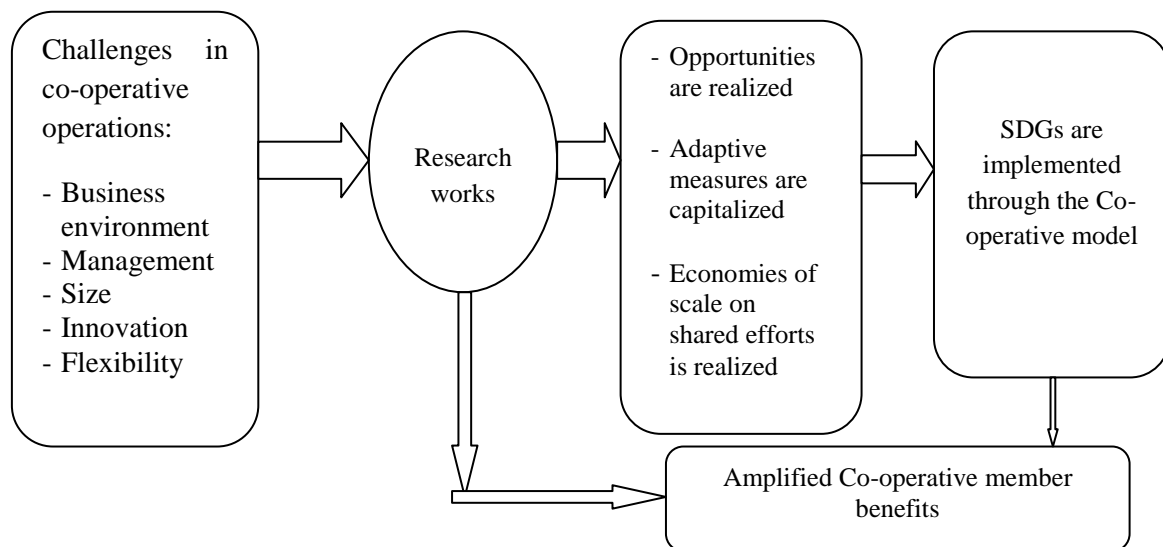 Challenges in
co-operative
operations:
- Business
environment
- Management
- Size
- Innovation
- Flexibility
Research
works
- Opportunities
are realized
- Adaptive
measures are
capitalized
- Economies of
scale on
shared efforts
is realized
SDGs are
implemented
through the Co-
operative model
Amplified Co-operative member
benefits